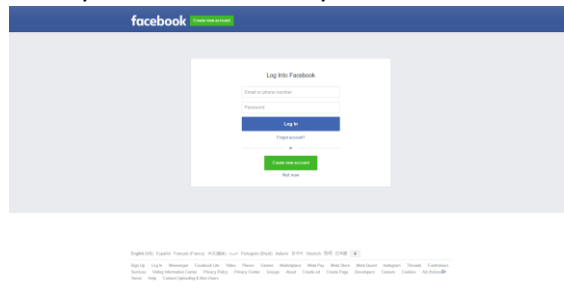 facebook Create new account
Log Into Facebook
Email or phone number
Password
Log In
Forgot account?
or
Create new account
Not now
English (US) Español Français (France) 中文(简体) العربية Português (Brasil) Italiano 한국어 Deutsch हिन्दी 日本語 +
Sign Up Log In Messenger Facebook Lite Video Places Games Marketplace Meta Pay Meta Store Meta Quest Instagram Threads Fundraisers
Services Voting Information Center Privacy Policy Privacy Center Groups About Create ad Create Page Developers Careers Cookies Ad choices
Terms Help Contact Uploading & Non-Users